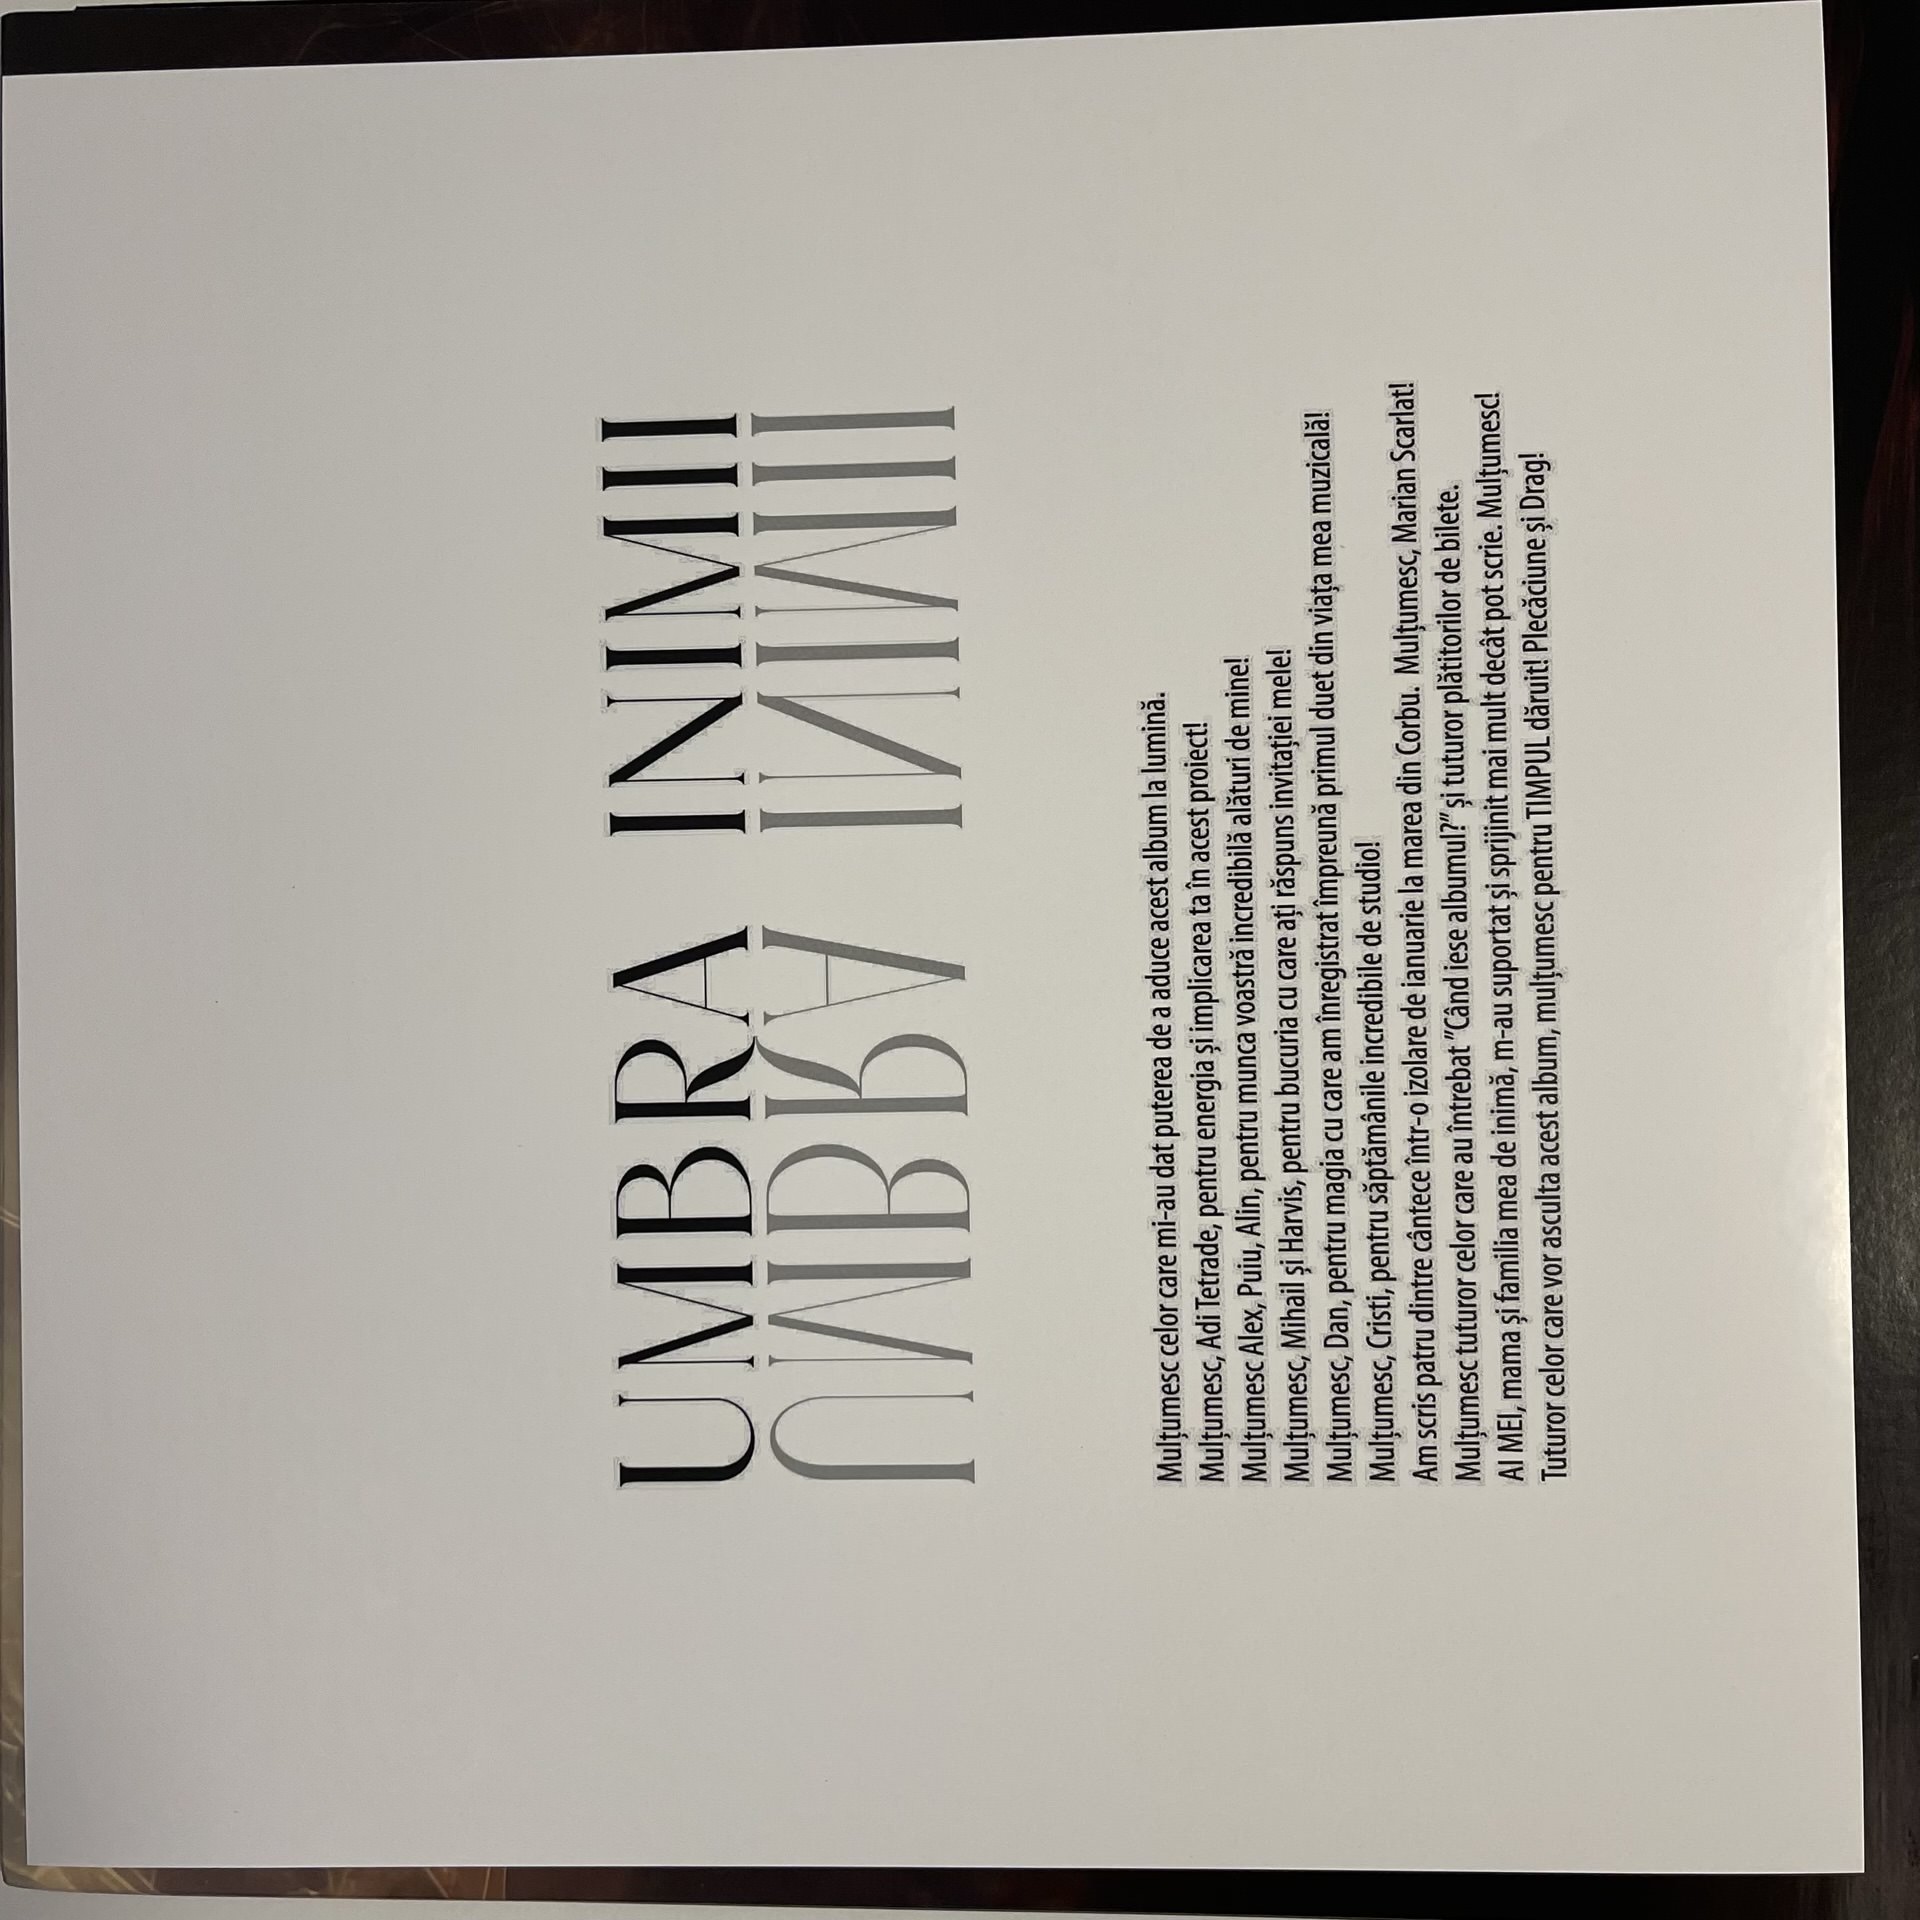 UMBRA INIMII
UMBRA INIMII
Mulțumesc celor care mi-au dat puterea de a aduce acest album la lumină.
Mulțumesc, Adi Tetrade, pentru energia și implicarea ta în acest proiect!
Mulțumesc Alex, Puiu, Alin, pentru munca voastră incredibilă alături de mine!
Mulțumesc, Mihail și Harvis, pentru bucuria cu care ați răspuns invitației mele!
Mulțumesc, Dan, pentru magia cu care am înregistrat împreună primul duet din viața mea muzicală!
Mulțumesc, Cristi, pentru săptămânile incredibile de studio!
Am scris patru dintre cântece într-o izolare de ianuarie la marea din Corbu. Mulțumesc, Marian Scarlat!
Mulțumesc tuturor celor care au întrebat "Când iese albumul?" și tuturor plătitorilor de bilete.
AI MEI, mama și familia mea de inimă, m-au suportat și sprijinit mai mult decât pot scrie. Mulțumesc!
Tuturor celor care vor asculta acest album, mulțumesc pentru TIMPUL dăruit! Plecăciune și Drag!